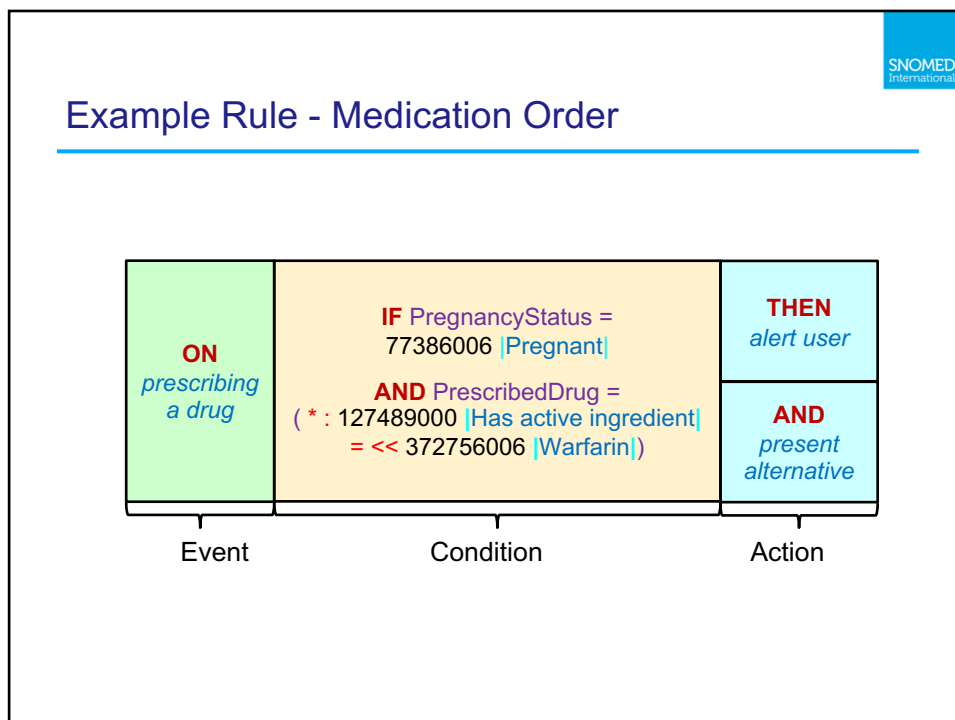 SNOMED
International
Example Rule - Medication Order
ON
prescribing
a drug
IF PregnancyStatus =
77386006 |Pregnant|
AND PrescribedDrug =
( * : 127489000 |Has active ingredient|
= << 372756006 |Warfarin|)
THEN
alert user
AND
present
alternative
Event
Condition
Action